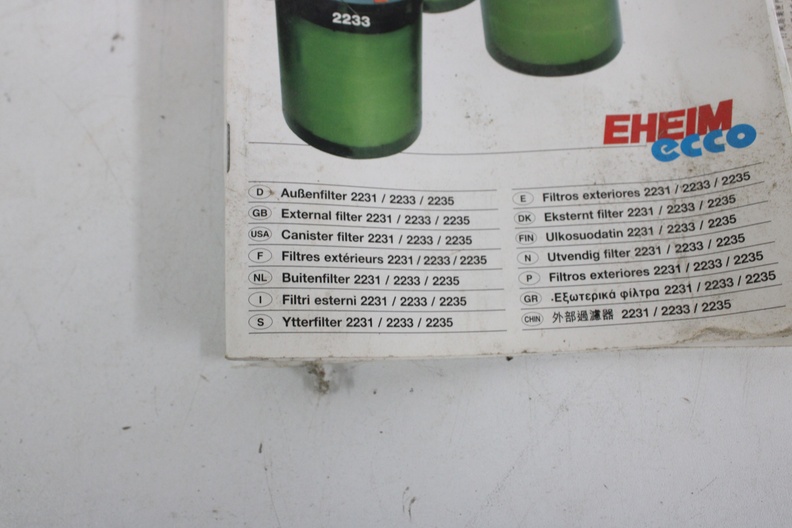 2233
EHEIM
ecco
D Außenfilter 2231 / 2233 / 2235
GB External filter 2231 / 2233 / 2235
USA Canister filter 2231 / 2233 / 2235
F Filtres extérieurs 2231 / 2233 / 2235
NL Buitenfilter 2231 / 2233 / 2235
I Filtri esterni 2231 / 2233 / 2235
S Ytterfilter 2231 / 2233 / 2235
E Filtros exteriores 2231 / 2233 / 2235
DK Eksternt filter 2231 / 2233 / 2235
FIN Ulkosuodatin 2231 / 2233 / 2235
N Utvendig filter 2231 / 2233 / 2235
P Filtros exteriores 2231 / 2233 / 2235
GR .Εξωτερικά φίλτρα 2231 / 2233 / 2235
CHIN 外部過濾器 2231 / 2233 / 2235